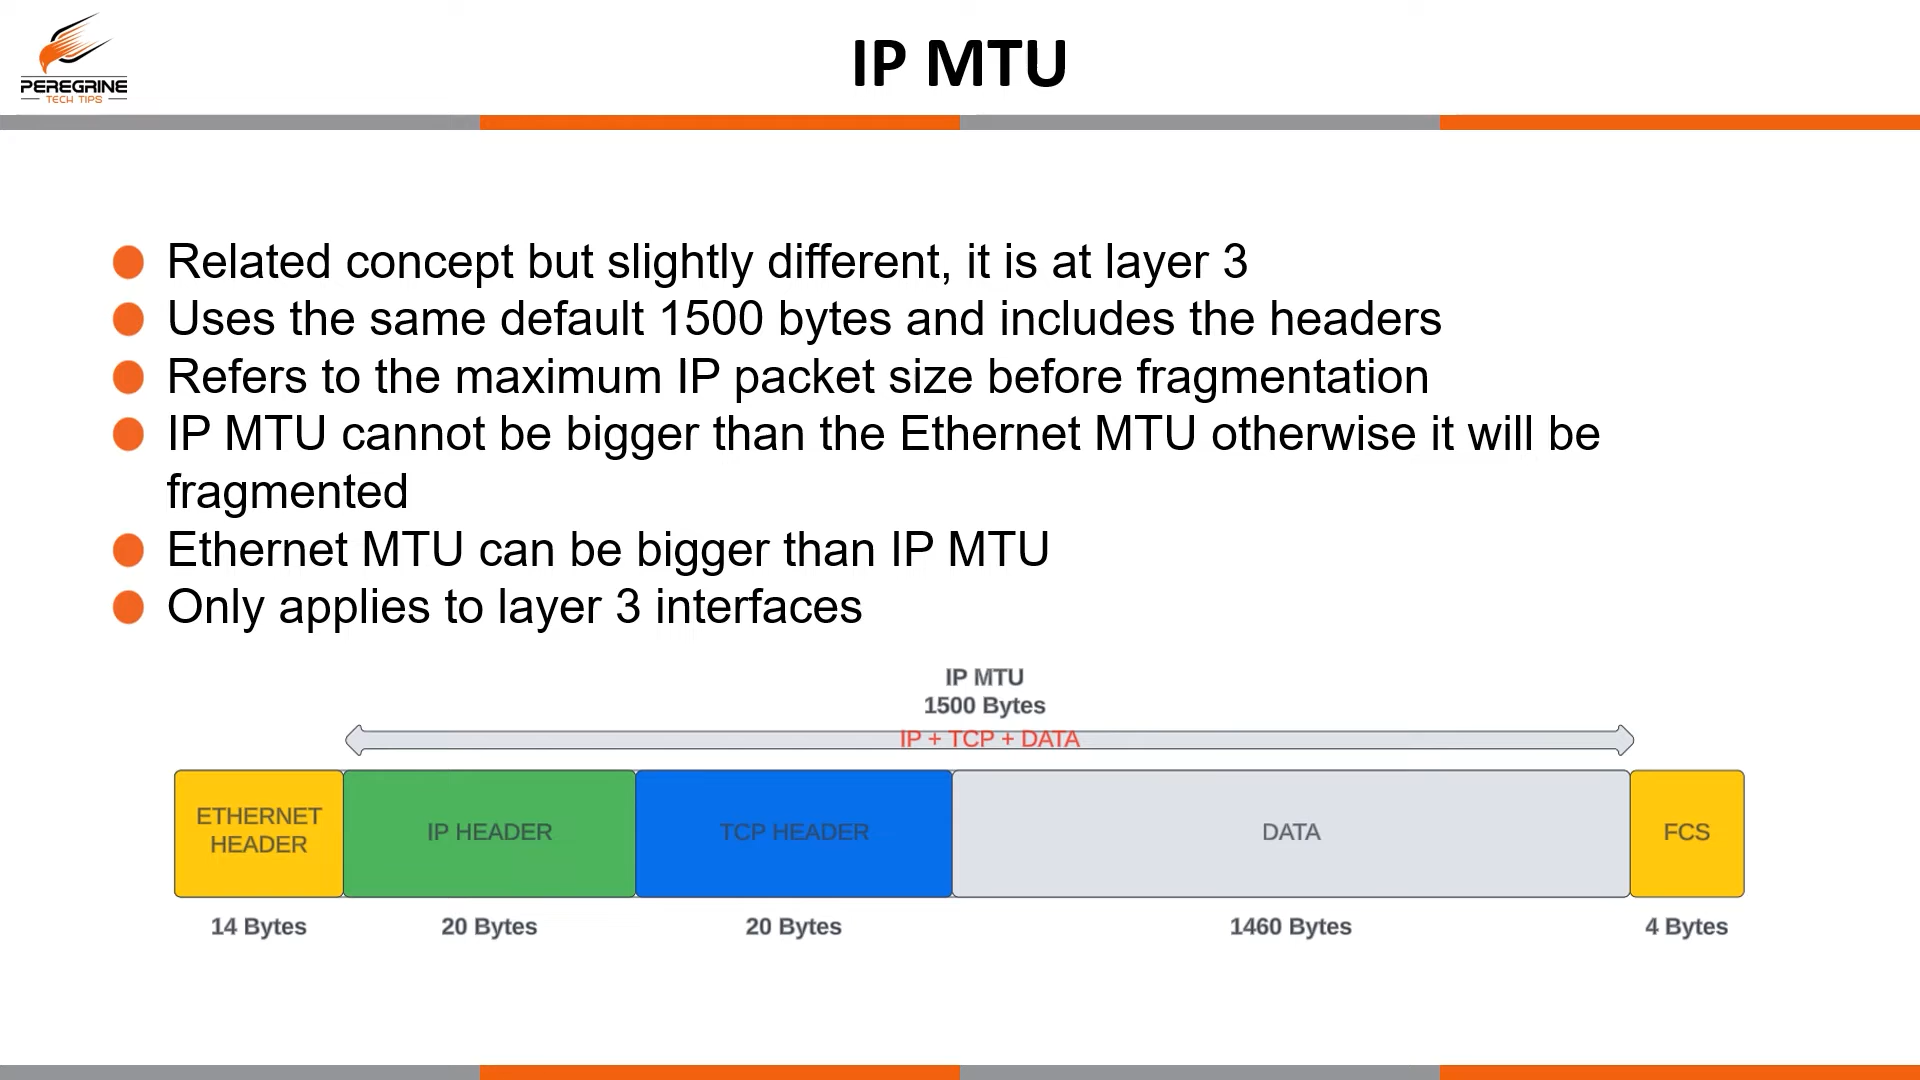 PEREGRINE
TECH TIPS
IP MTU
Related concept but slightly different, it is at layer 3
Uses the same default 1500 bytes and includes the headers
Refers to the maximum IP packet size before fragmentation
IP MTU cannot be bigger than the Ethernet MTU otherwise it will be
fragmented
Ethernet MTU can be bigger than IP MTU
Only applies to layer 3 interfaces
IP MTU
1500 Bytes
IP + TCP + DATA
ETHERNET
HEADER
IP HEADER
TCP HEADER
DATA
FCS
14 Bytes
20 Bytes
20 Bytes
1460 Bytes
4 Bytes